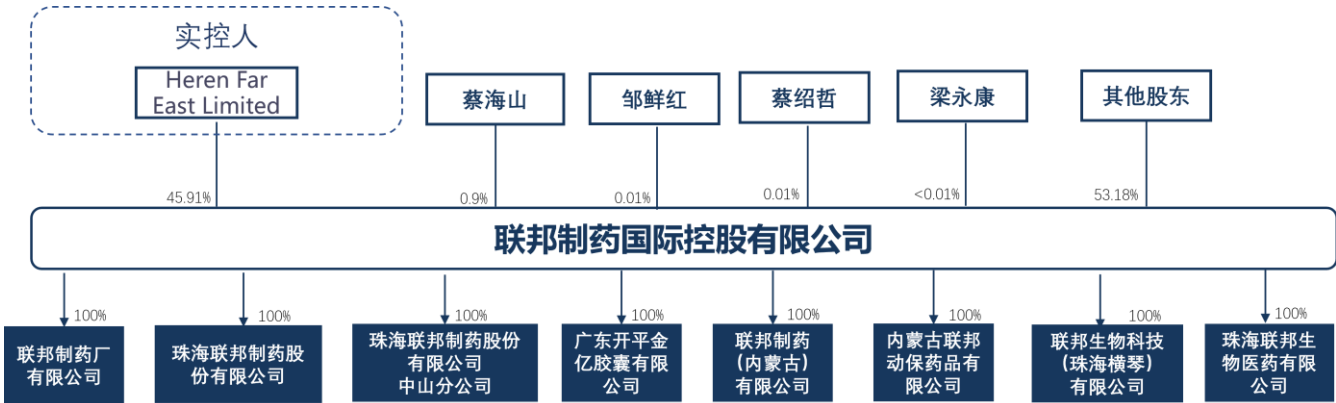 实控人
Heren Far
East Limited
蔡海山
邹鲜红
蔡绍哲
梁永康
其他股东
45.91%
0.9%
0.01%
0.01%
<0.01%
53.18%
联邦制药国际控股有限公司
100%
100%
100%
100%
100%
100%
100%
100%
联邦制药厂
有限公司
珠海联邦制药股
份有限公司
珠海联邦制药股份
有限公司
中山分公司
广东开平金
亿胶囊有限
公司
联邦制药
(内蒙古)
有限公司
内蒙古联邦
动保药品有
限公司
联邦生物科技
(珠海横琴)
有限公司
珠海联邦生
物医药有限
公司